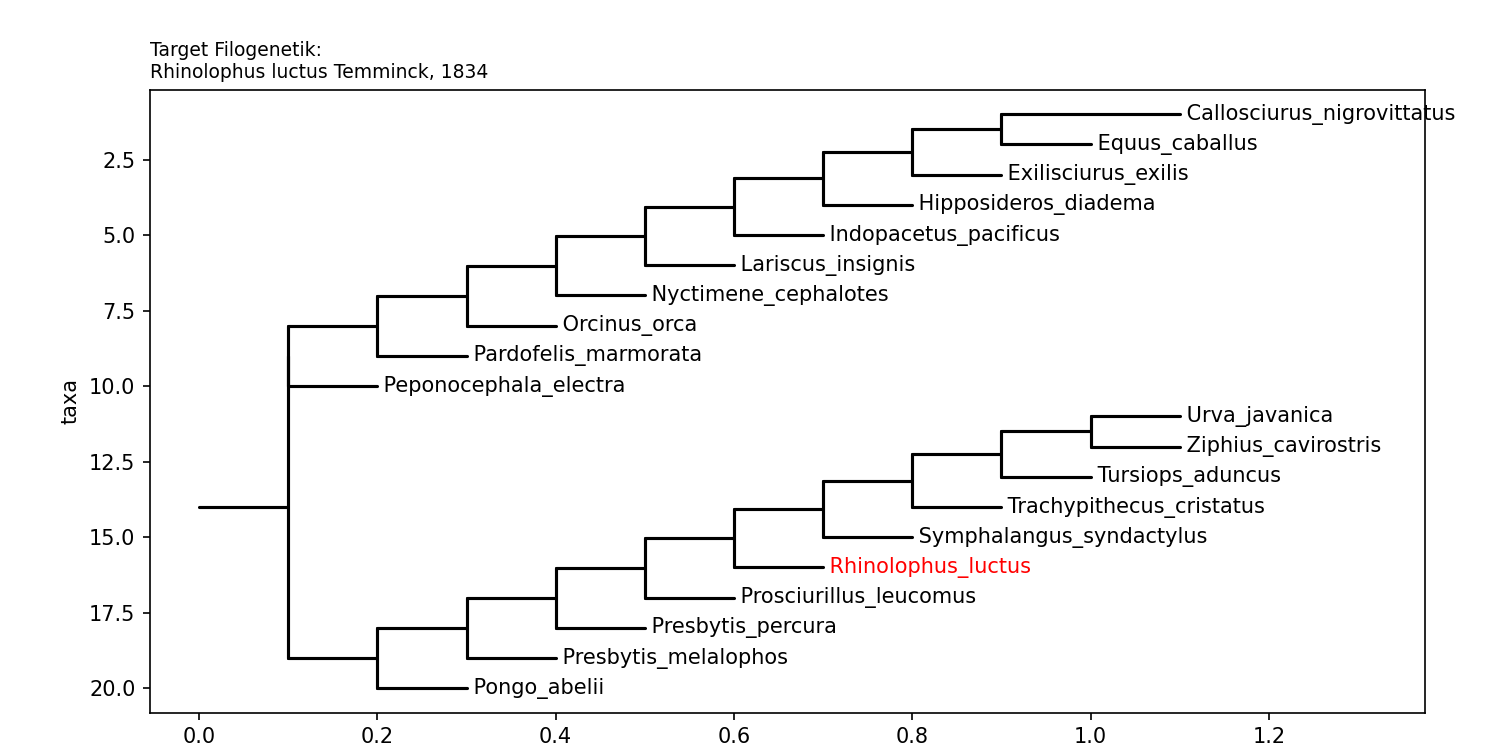 Target Filogenetik:
Rhinolophus luctus Temminck, 1834
Callosciurus_nigrovittatus
Equus_caballus
2.5
Exilisciurus_exilis
Hipposideros_diadema
5.0
Indopacetus_pacificus
Lariscus_insignis
Nyctimene_cephalotes
7.5
Orcinus_orca
Pardofelis_marmorata
10.0
Peponocephala_electra
taxa
Urva_javanica
Ziphius_cavirostris
12.5
Tursiops_aduncus
Trachypithecus_cristatus
15.0
Symphalangus_syndactylus
Rhinolophus_luctus
Prosciurillus_leucomus
17.5
Presbytis_percura
Presbytis_melalophos
20.0
Pongo_abelii
0.0 0.2 0.4 0.6 0.8 1.0 1.2